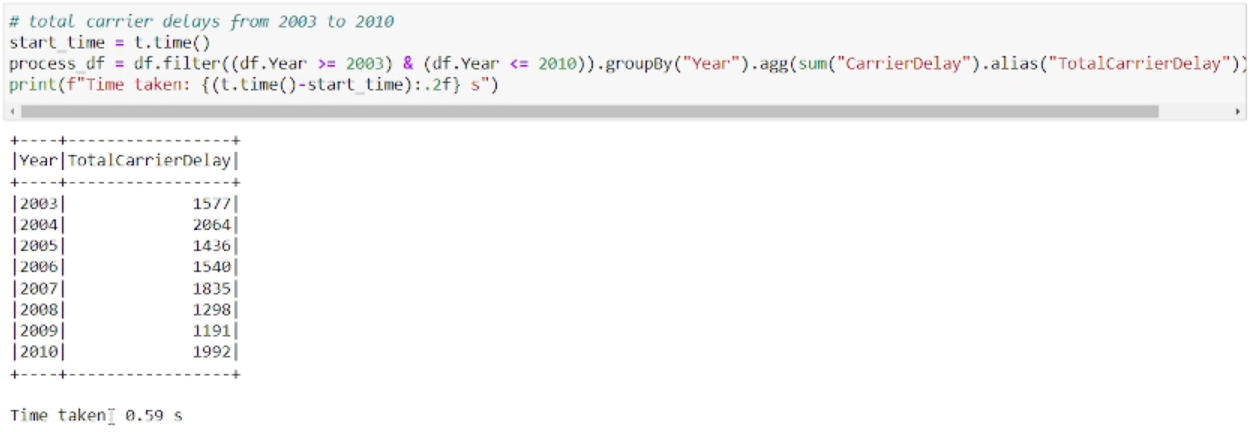 # total carrier delays from 2003 to 2010
start_time = t.time()
process_df = df.filter((df.Year >= 2003) & (df.Year <= 2010)).groupBy("Year").agg(sum("CarrierDelay").alias("TotalCarrierDelay"))
print(f"Time taken: {(t.time()-start_time):.2f} s")
+----+-----------------+
|Year|TotalCarrierDelay|
+----+-----------------+
|2003|             1577|
|2004|             2064|
|2005|             1436|
|2006|             1540|
|2007|             1835|
|2008|             1298|
|2009|             1191|
|2010|             1992|
+----+-----------------+
Time taken: 0.59 s